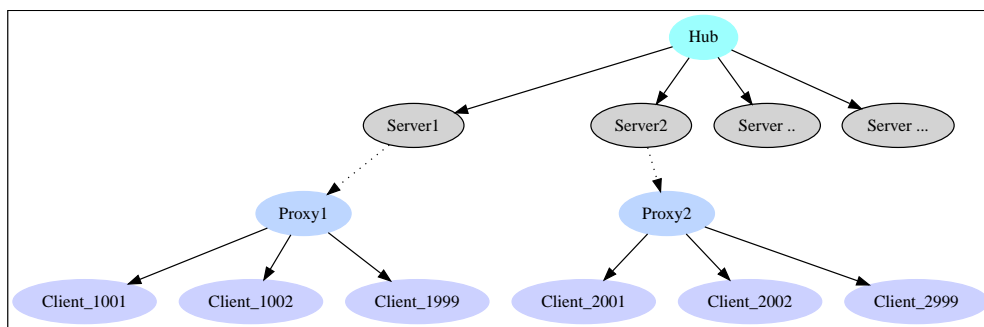 Hub
Server1
Server2
Server ..
Server ...
Proxy1
Proxy2
Client_1001
Client_1002
Client_1999
Client_2001
Client_2002
Client_2999